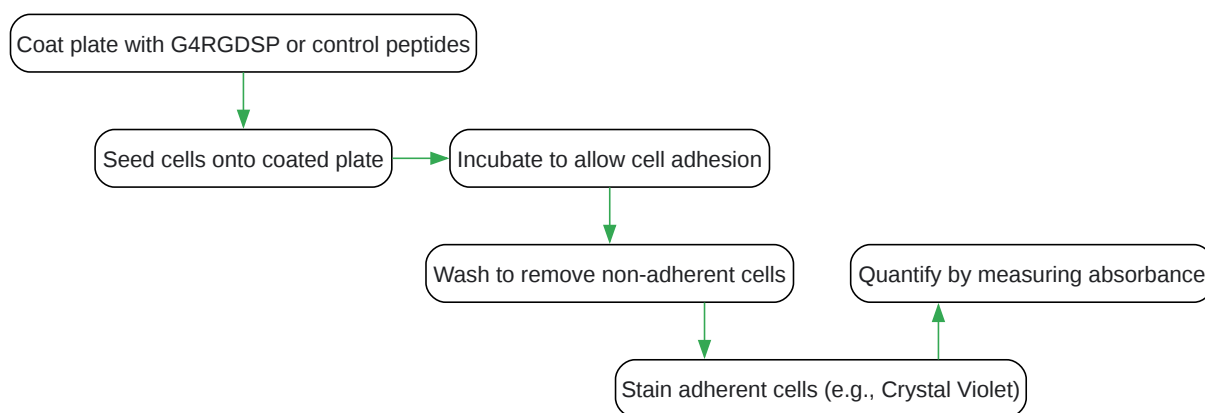 Coat plate with G4RGDSP or control peptides
Seed cells onto coated plate
Incubate to allow cell adhesion
Wash to remove non-adherent cells
Quantify by measuring absorbance
Stain adherent cells (e.g., Crystal Violet)